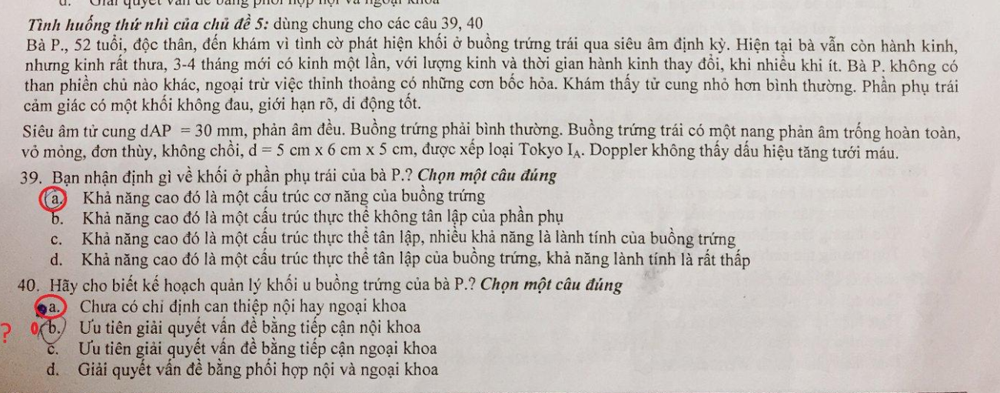 d. Giải quyết vấn đề bằng phối hợp nội và ngoại khoa
Tình huống thứ nhì của chủ đề 5: dùng chung cho các câu 39, 40
Bà P., 52 tuổi, độc thân, đến khám vì tình cờ phát hiện khối ở buồng trứng trái qua siêu âm định kỳ. Hiện tại bà vẫn còn hành kinh,
nhưng kinh rất thưa, 3-4 tháng mới có kinh một lần, với lượng kinh và thời gian hành kinh thay đổi, khi nhiều khi ít. Bà P. không có
than phiền chủ nào khác, ngoại trừ việc thỉnh thoảng có những cơn bốc hỏa. Khám thấy tử cung nhỏ hơn bình thường. Phần phụ trái
cảm giác có một khối không đau, giới hạn rõ, di động tốt.
Siêu âm tử cung dAP = 30 mm, phản âm đều. Buồng trứng phải bình thường. Buồng trứng trái có một nang phản âm trống hoàn toàn,
vỏ mỏng, đơn thùy, không chồi, d = 5 cm x 6 cm x 5 cm, được xếp loại Tokyo IA. Doppler không thấy dấu hiệu tăng tưới máu.
39. Bạn nhận định gì về khối ở phần phụ trái của bà P.? Chọn một câu đúng
a. Khả năng cao đó là một cấu trúc cơ năng của buồng trứng
b. Khả năng cao đó là một cấu trúc thực thể không tân lập của phần phụ
c. Khả năng cao đó là một cấu trúc thực thể tân lập, nhiều khả năng là lành tính của buồng trứng
d. Khả năng cao đó là một cấu trúc thực thể tân lập của buồng trứng, khả năng lành tính là rất thấp
40. Hãy cho biết kế hoạch quản lý khối u buồng trứng của bà P.? Chọn một câu đúng
a. Chưa có chỉ định can thiệp nội hay ngoại khoa
? b. Ưu tiên giải quyết vấn đề bằng tiếp cận nội khoa
c. Ưu tiên giải quyết vấn đề bằng tiếp cận ngoại khoa
d. Giải quyết vấn đề bằng phối hợp nội và ngoại khoa